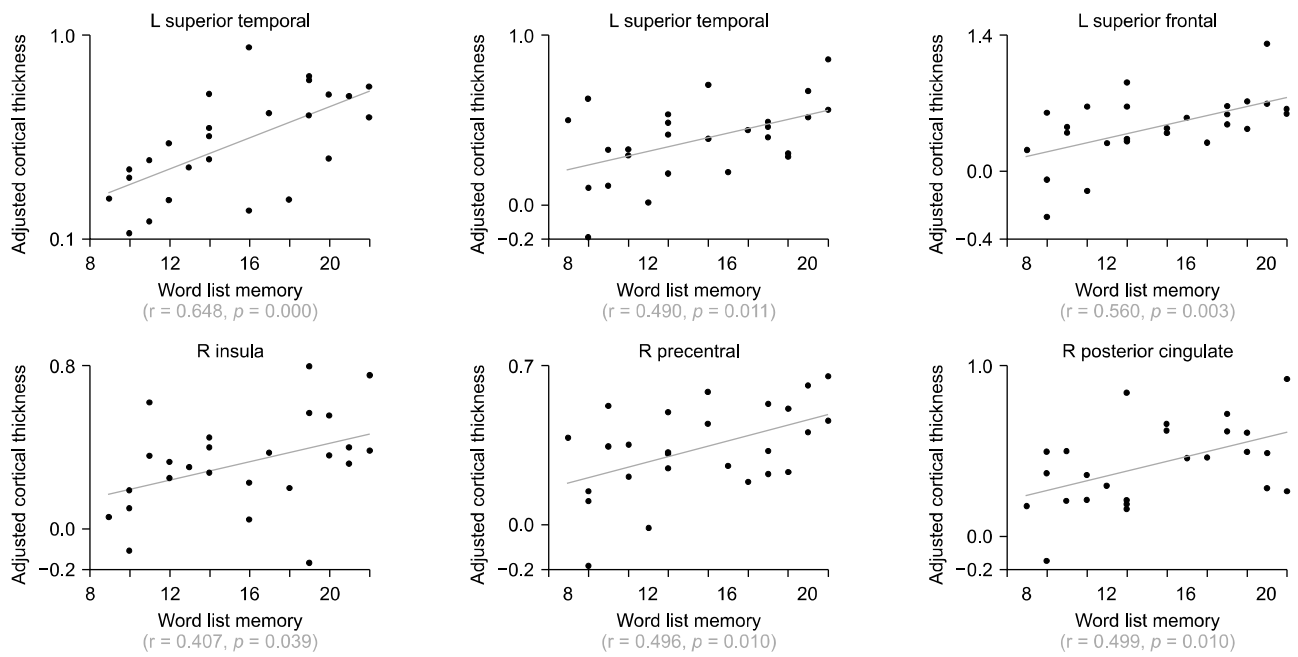 L superior temporal
Adjusted cortical thickness
1.0
0.1
8 12 16 20
Word list memory
(r = 0.648, p = 0.000)
L superior temporal
Adjusted cortical thickness
1.0
0.0
−0.2
8 12 16 20
Word list memory
(r = 0.490, p = 0.011)
L superior frontal
Adjusted cortical thickness
1.4
0.0
−0.4
8 12 16 20
Word list memory
(r = 0.560, p = 0.003)
R insula
Adjusted cortical thickness
0.8
0.0
−0.2
8 12 16 20
Word list memory
(r = 0.407, p = 0.039)
R precentral
Adjusted cortical thickness
0.7
0.0
−0.2
8 12 16 20
Word list memory
(r = 0.496, p = 0.010)
R posterior cingulate
Adjusted cortical thickness
1.0
0.0
−0.2
8 12 16 20
Word list memory
(r = 0.499, p = 0.010)